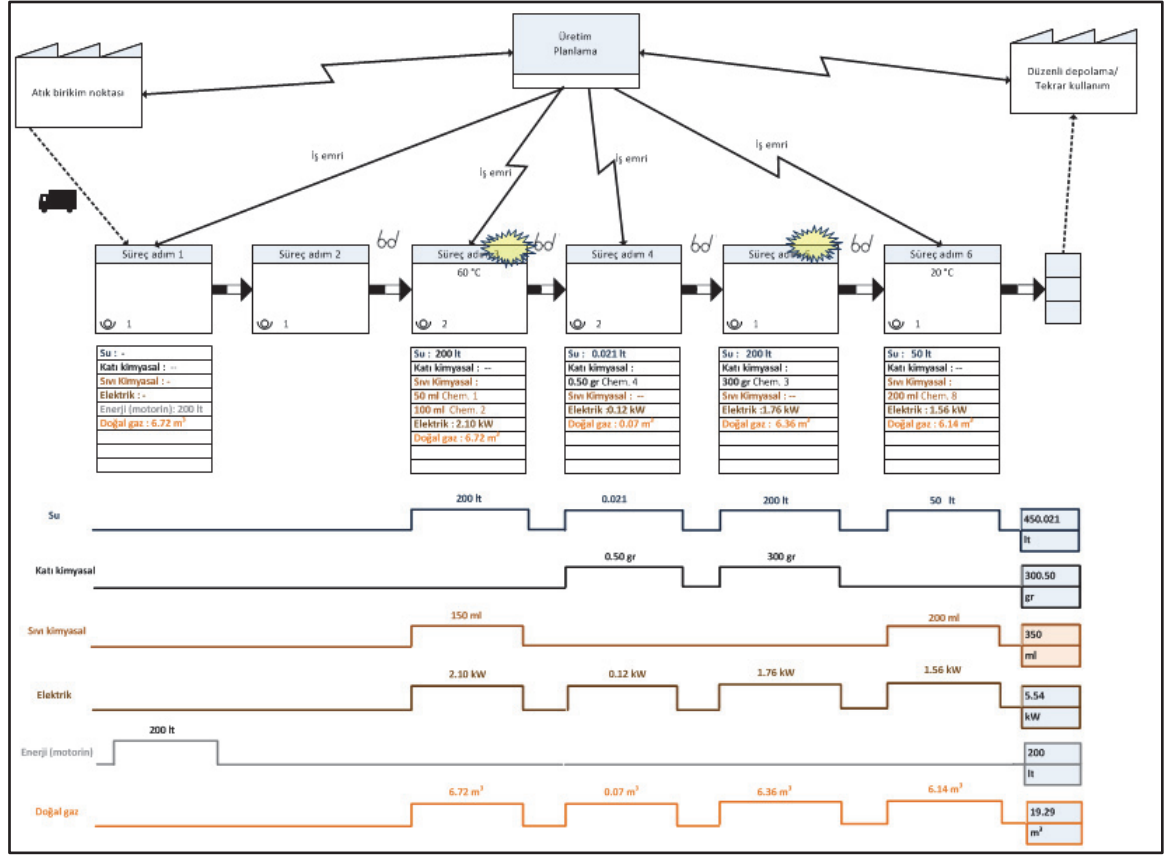 Üretim
Planlama
Atık birikim noktası
Düzenli depolama/
Tekrar kullanım
İş emri
İş emri
İş emri
İş emri
Süreç adım 1
1
Süreç adım 2
1
Süreç adım 3
60 °C
2
Süreç adım 4
2
Süreç adım
1
Süreç adım 6
20 °C
1
Su : -
Katı kimyasal : --
Sıvı Kimyasal : -
Elektrik : -
Enerji (motorin): 200 lt
Doğal gaz : 6.72 m³
Su : 200 lt
Katı kimyasal : --
Sıvı Kimyasal :
50 ml Chem. 1
100 ml Chem. 2
Elektrik : 2.10 kW
Doğal gaz : 6.72 m³
Su : 0.021 lt
Katı kimyasal :
0.50 gr Chem. 4
Sıvı Kimyasal : --
Elektrik :0.12 kW
Doğal gaz : 0.07 m³
Su : 200 lt
Katı kimyasal :
300 gr Chem. 3
Sıvı Kimyasal : --
Elektrik :1.76 kW
Doğal gaz : 6.36 m³
Su : 50 lt
Katı kimyasal : --
Sıvı Kimyasal :
200 ml Chem. 8
Elektrik : 1.56 kW
Doğal gaz : 6.14 m³
Su
200 lt
0.021
200 lt
50 lt
450.021
lt
Katı kimyasal
0.50 gr
300 gr
300.50
gr
Sıvı kimyasal
150 ml
200 ml
350
ml
Elektrik
2.10 kW
0.12 kW
1.76 kW
1.56 kW
5.54
kW
Enerji (motorin)
200 lt
200
lt
Doğal gaz
6.72 m³
0.07 m³
6.36 m³
6.14 m³
19.29
m³